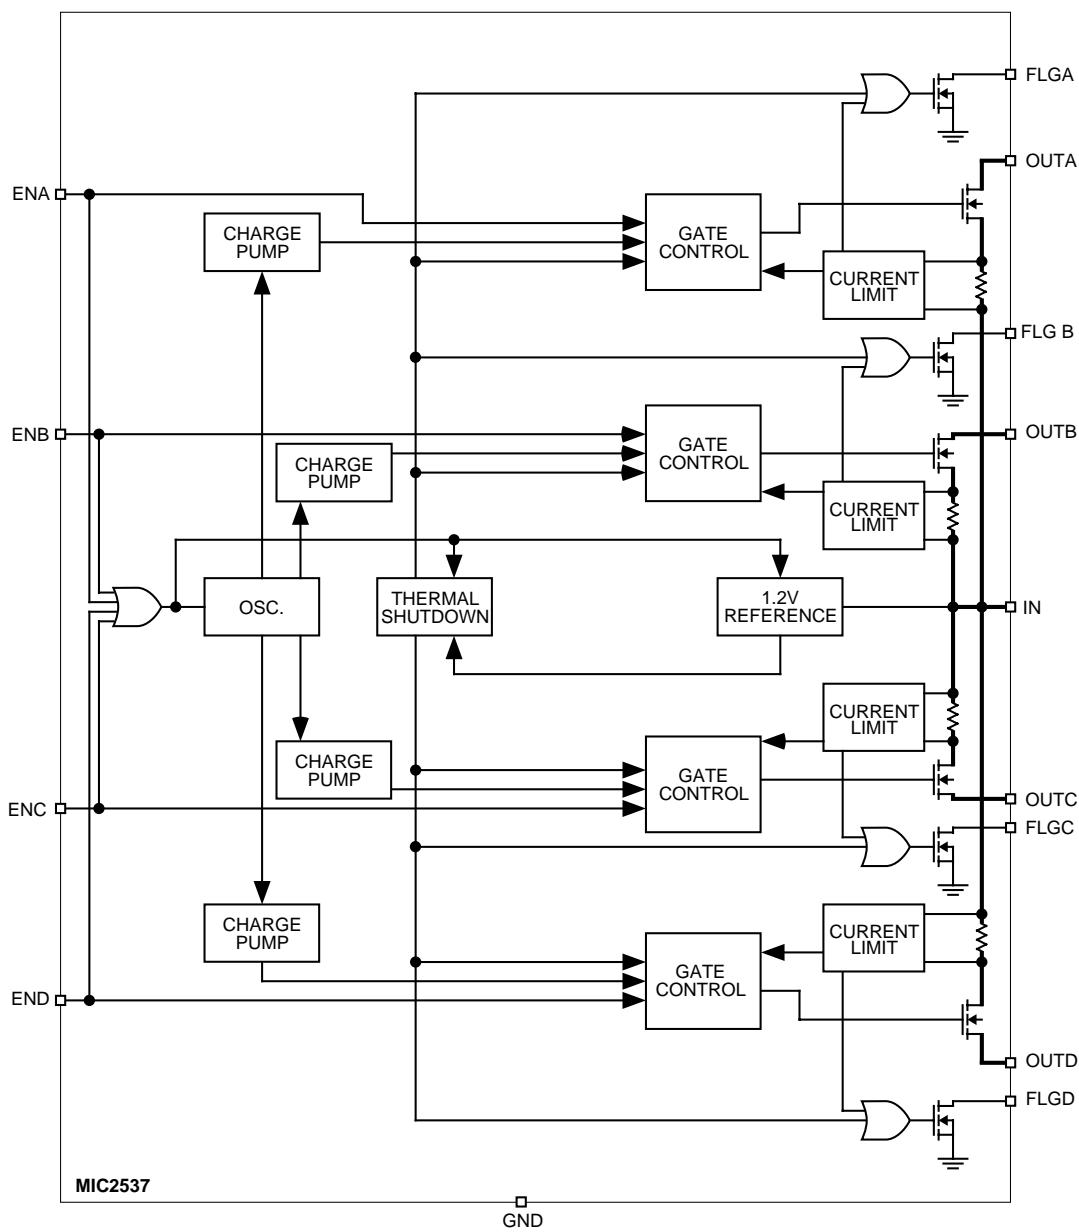 FLGA
OUTA
ENA
CHARGE
PUMP
GATE
CONTROL
CURRENT
LIMIT
FLG B
ENB
OUTB
CHARGE
PUMP
GATE
CONTROL
CURRENT
LIMIT
OSC.
THERMAL
SHUTDOWN
1.2V
REFERENCE
IN
CURRENT
LIMIT
CHARGE
PUMP
GATE
CONTROL
ENC
OUTC
FLGC
CHARGE
PUMP
GATE
CONTROL
CURRENT
LIMIT
END
OUTD
FLGD
MIC2537
GND